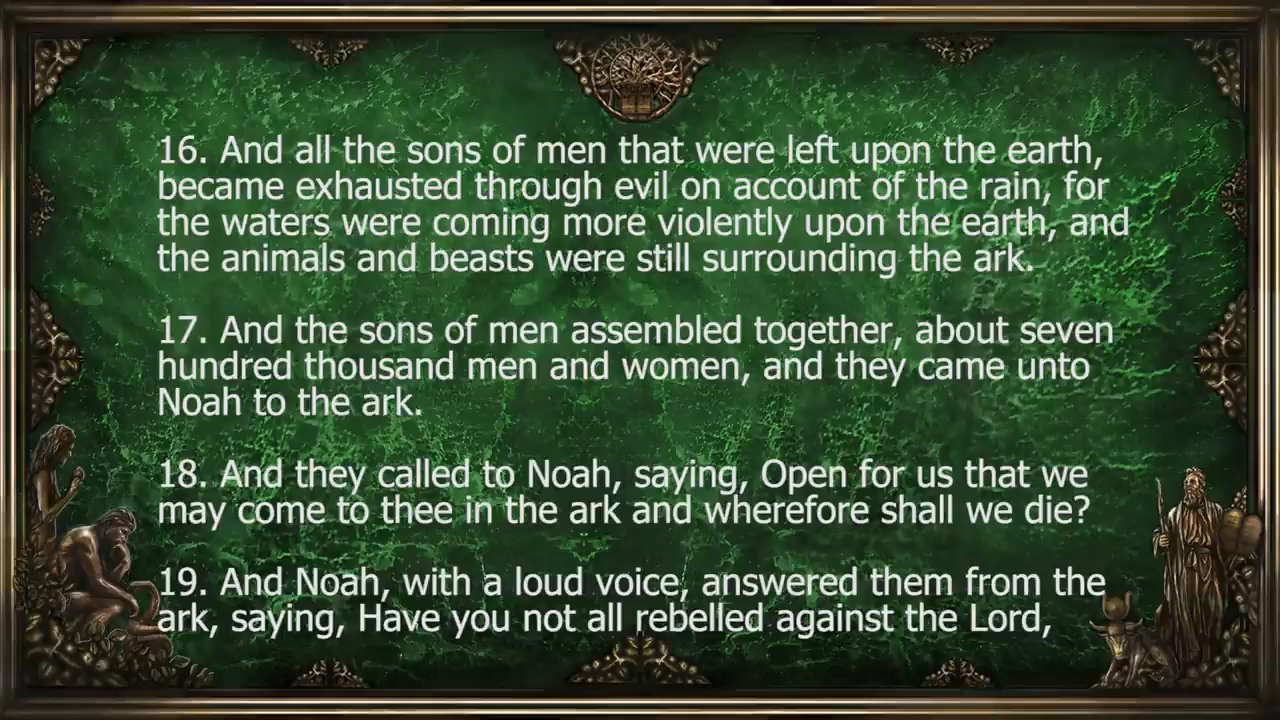 16. And all the sons of men that were left upon the earth,
became exhausted through evil on account of the rain, for
the waters were coming more violently upon the earth, and
the animals and beasts were still surrounding the ark.
17. And the sons of men assembled together, about seven
hundred thousand men and women, and they came unto
Noah to the ark.
18. And they called to Noah, saying, Open for us that we
may come to thee in the ark and wherefore shall we die?
19. And Noah, with a loud voice, answered them from the
ark, saying, Have you not all rebelled against the Lord,